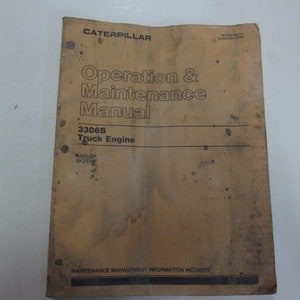 CATERPILLAR
Operation &
Maintenance
Manual
3306B
Truck Engine
MAINTENANCE MANAGEMENT INFORMATION INCLUDED